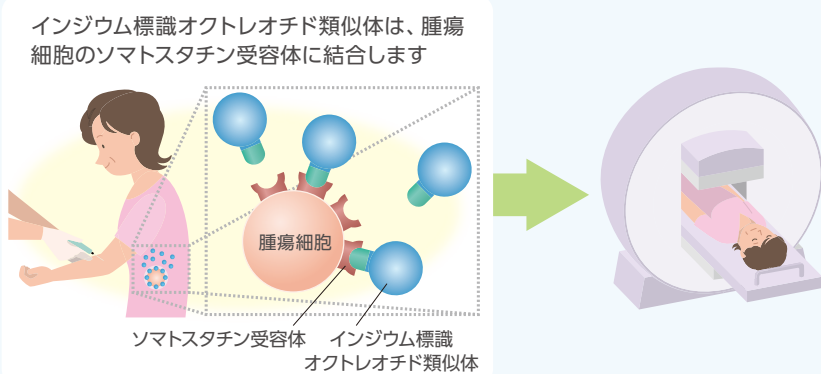 インジウム標識オクトレオチド類似体は、腫瘍
細胞のソマトスタチン受容体に結合します
腫瘍細胞
ソマトスタチン受容体
インジウム標識
オクトレオチド類似体